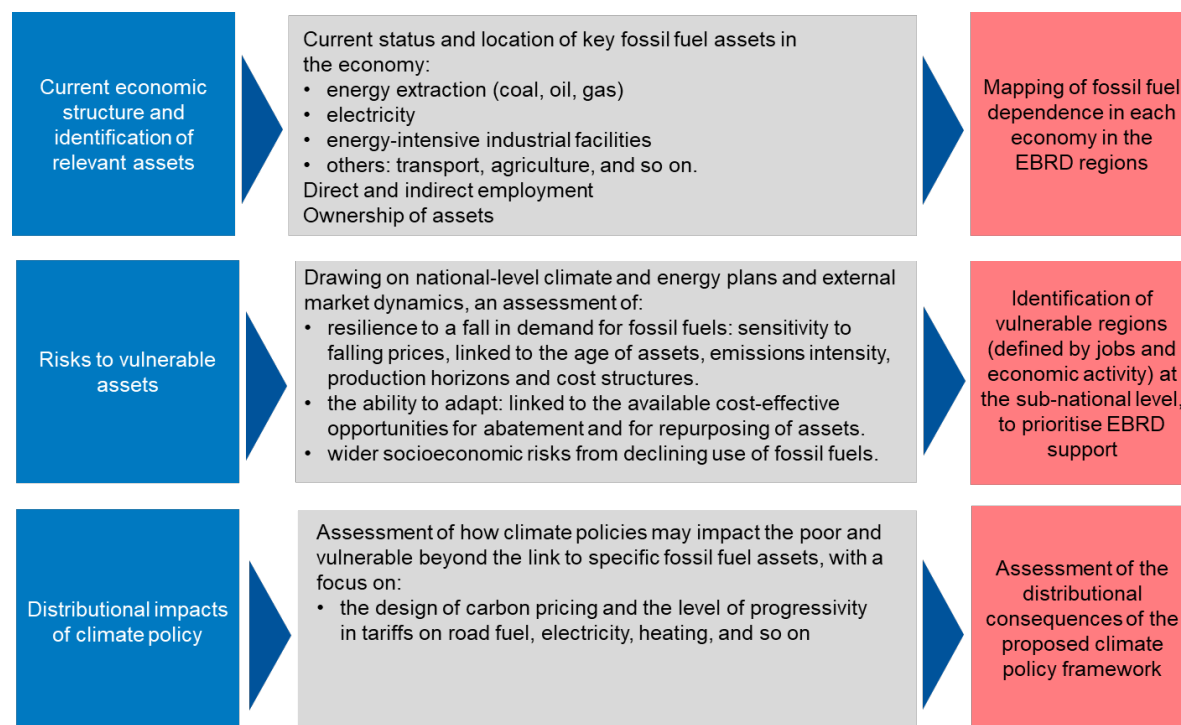 Current economic
structure and
identification of
relevant assets
Current status and location of key fossil fuel assets in
the economy:
• energy extraction (coal, oil, gas)
• electricity
• energy-intensive industrial facilities
• others: transport, agriculture, and so on.
Direct and indirect employment
Ownership of assets
Mapping of fossil fuel
dependence in each
economy in the
EBRD regions
Risks to vulnerable
assets
Drawing on national-level climate and energy plans and external
market dynamics, an assessment of:
• resilience to a fall in demand for fossil fuels: sensitivity to
falling prices, linked to the age of assets, emissions intensity,
production horizons and cost structures.
• the ability to adapt: linked to the available cost-effective
opportunities for abatement and for repurposing of assets.
• wider socioeconomic risks from declining use of fossil fuels.
Identification of
vulnerable regions
(defined by jobs and
economic activity) at
the sub-national level,
to prioritise EBRD
support
Distributional impacts
of climate policy
Assessment of how climate policies may impact the poor and
vulnerable beyond the link to specific fossil fuel assets, with a
focus on:
• the design of carbon pricing and the level of progressivity
in tariffs on road fuel, electricity, heating, and so on
Assessment of the
distributional
consequences of the
proposed climate
policy framework